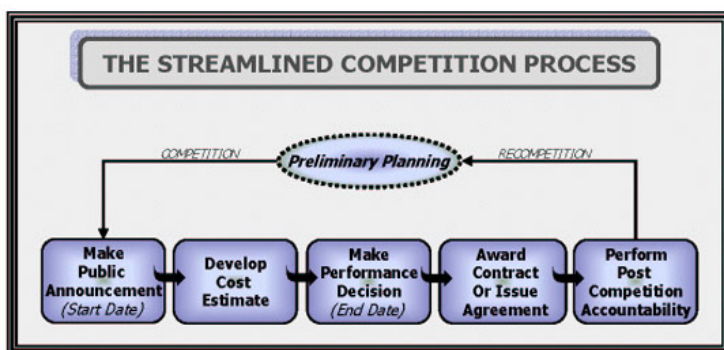 THE STREAMLINED COMPETITION PROCESS
COMPETITION
Preliminary Planning
RECOMPETITION
Make
Public
Announcement
(Start Date)
Develop
Cost
Estimate
Make
Performance
Decision
(End Date)
Award
Contract
Or Issue
Agreement
Perform
Post
Competition
Accountability